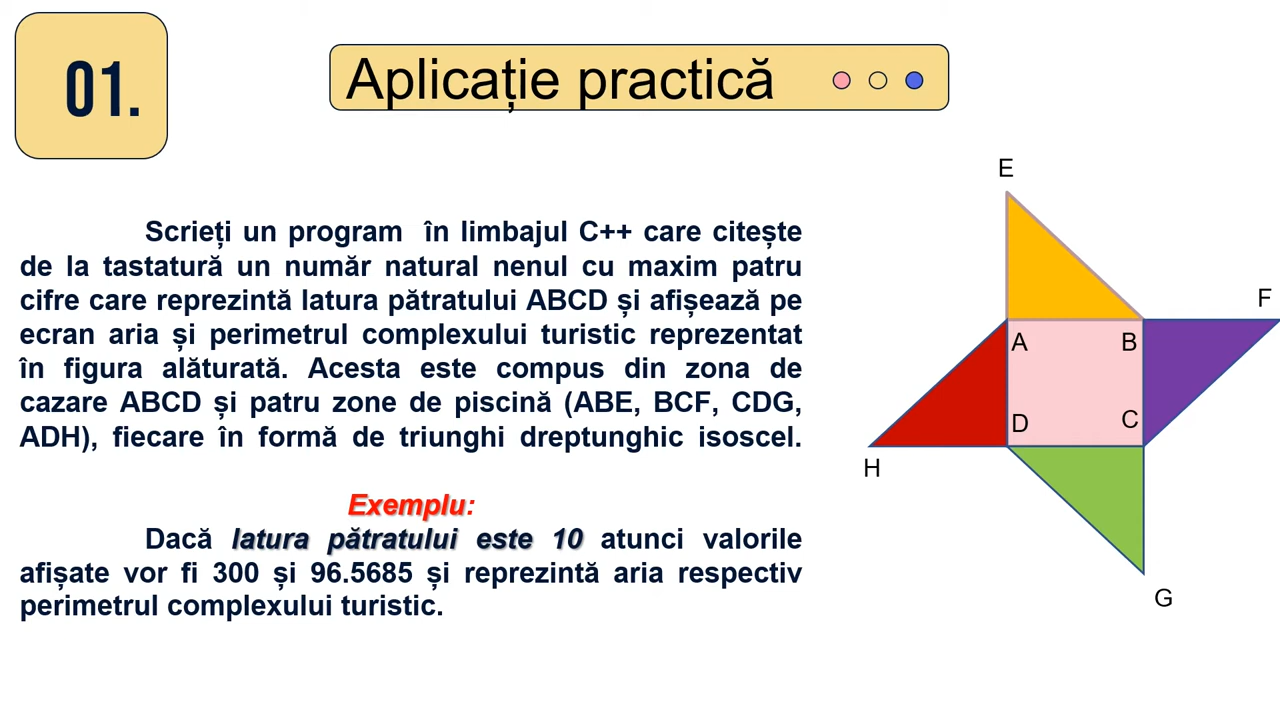 01.
Aplicație practică
Scrieți un program în limbajul C++ care citește
de la tastatură un număr natural nenul cu maxim patru
cifre care reprezintă latura pătratului ABCD și afișează pe
ecran aria și perimetrul complexului turistic reprezentat
în figura alăturată. Acesta este compus din zona de
cazare ABCD și patru zone de piscină (ABE, BCF, CDG,
ADH), fiecare în formă de triunghi dreptunghic isoscel.
Exemplu:
Dacă latura pătratului este 10 atunci valorile
afișate vor fi 300 și 96.5685 și reprezintă aria respectiv
perimetrul complexului turistic.
E
F
A
B
D
C
H
G